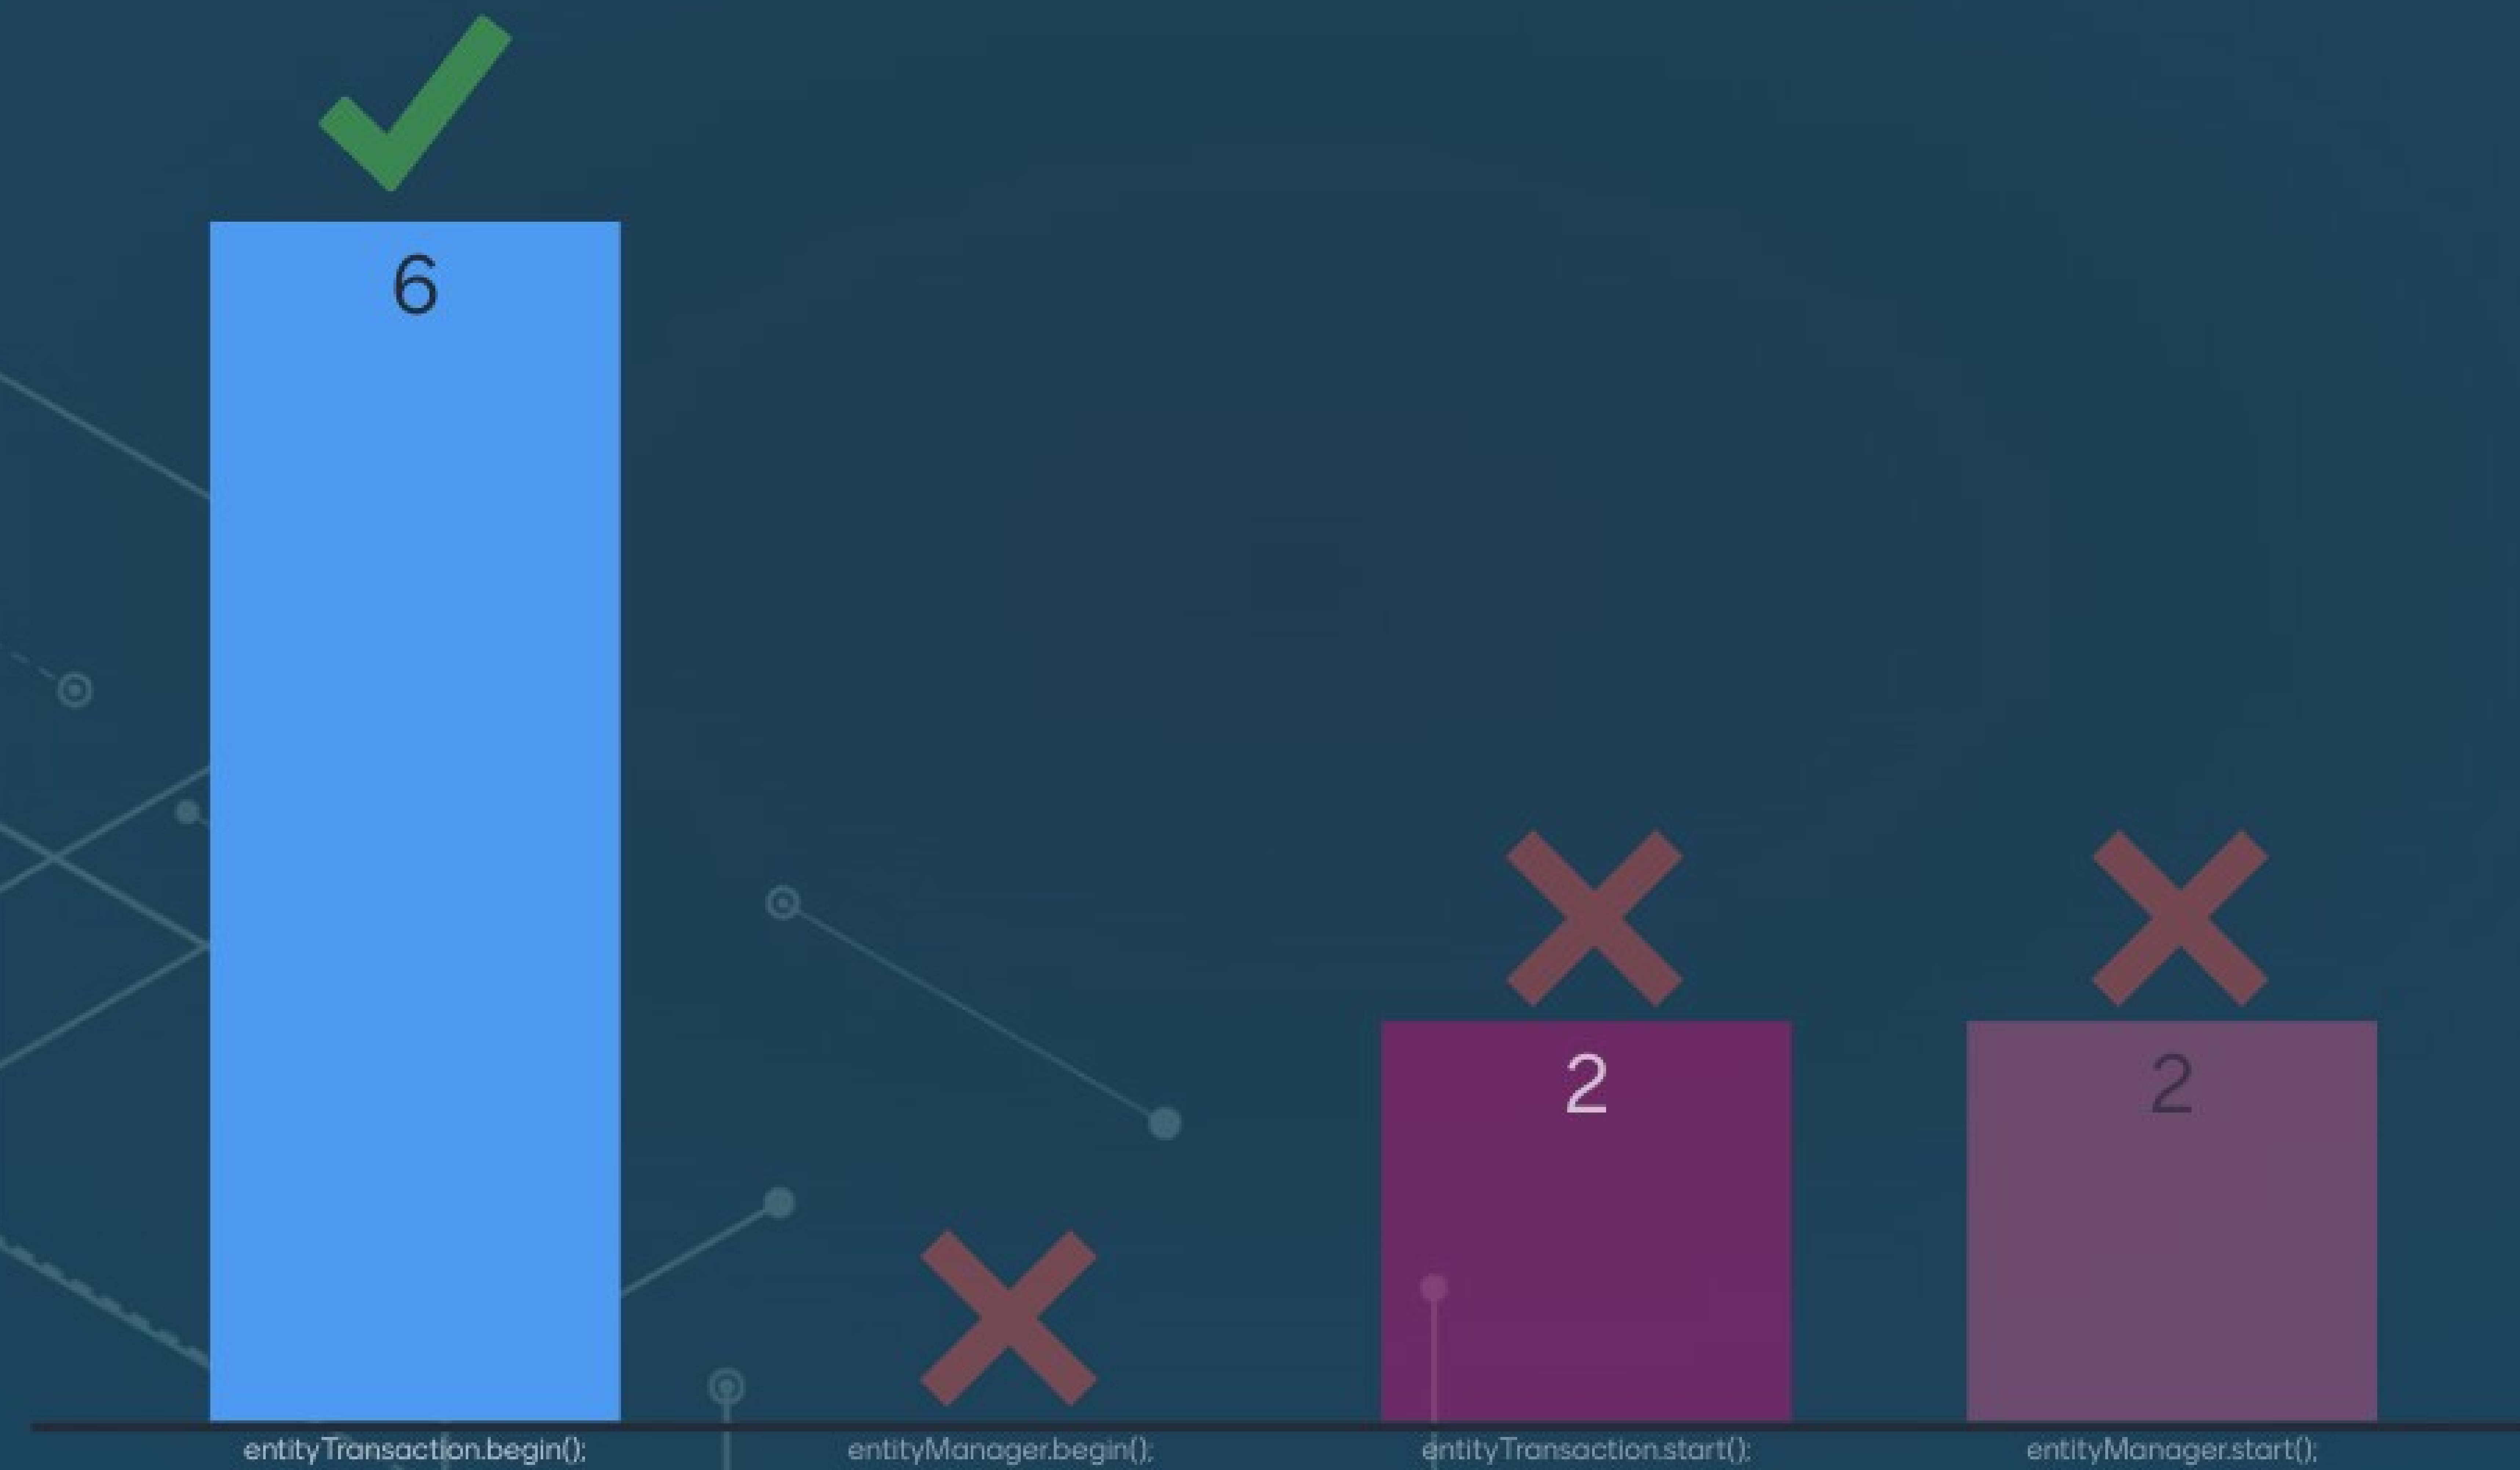 6
2
2
entityTransaction.begin();
entityManager.begin();
entityTransaction.start();
entityManager.start();